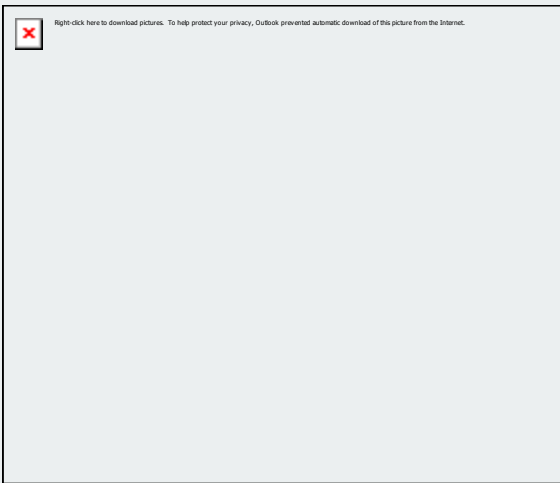 Right-click here to download pictures. To help protect your privacy, Outlook prevented automatic download of this picture from the Internet.